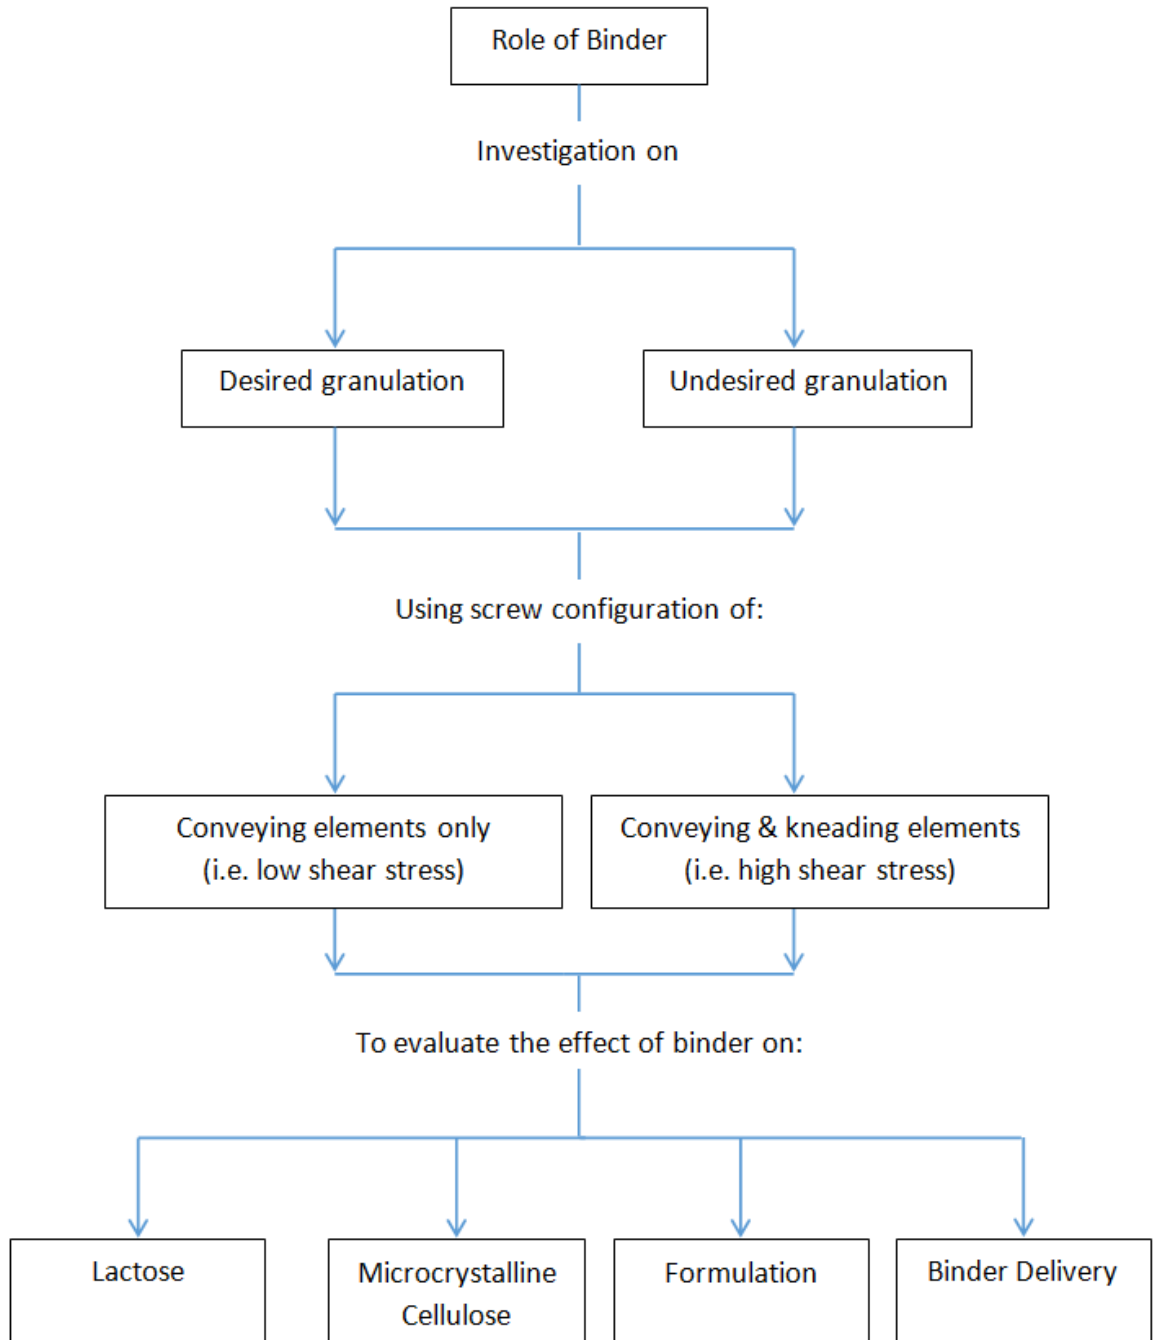 Role of Binder
Investigation on
Desired granulation
Undesired granulation
Using screw configuration of:
Conveying elements only
(i.e. low shear stress)
Conveying & kneading elements
(i.e. high shear stress)
To evaluate the effect of binder on:
Lactose
Microcrystalline
Cellulose
Formulation
Binder Delivery